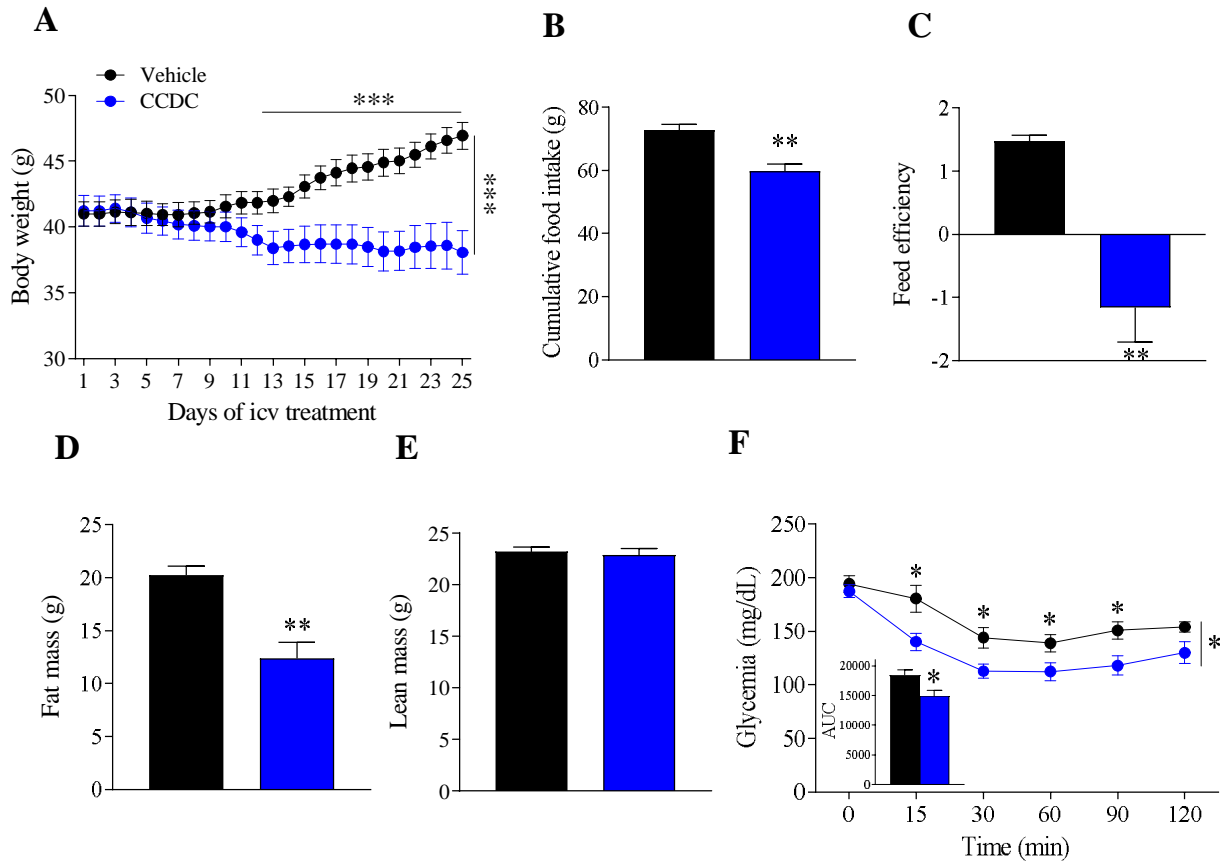 A
Vehicle
CCDC
***
***
Body weight (g)
50
45
40
35
30
1 3 5 7 9 11 13 15 17 19 21 23 25
Days of icv treatment
B
Cumulative food intake (g)
80
60
40
20
0
**
C
Feed efficiency
2
1
0
-1
-2
**
D
Fat mass (g)
25
20
15
10
5
0
**
E
Lean mass (g)
25
20
15
10
5
0
F
Glycemia (mg/dL)
250
200
150
100
50
0
* * * *
*
AUC
20000
15000
10000
5000
0
*
0 15 30 60 90 120
Time (min)